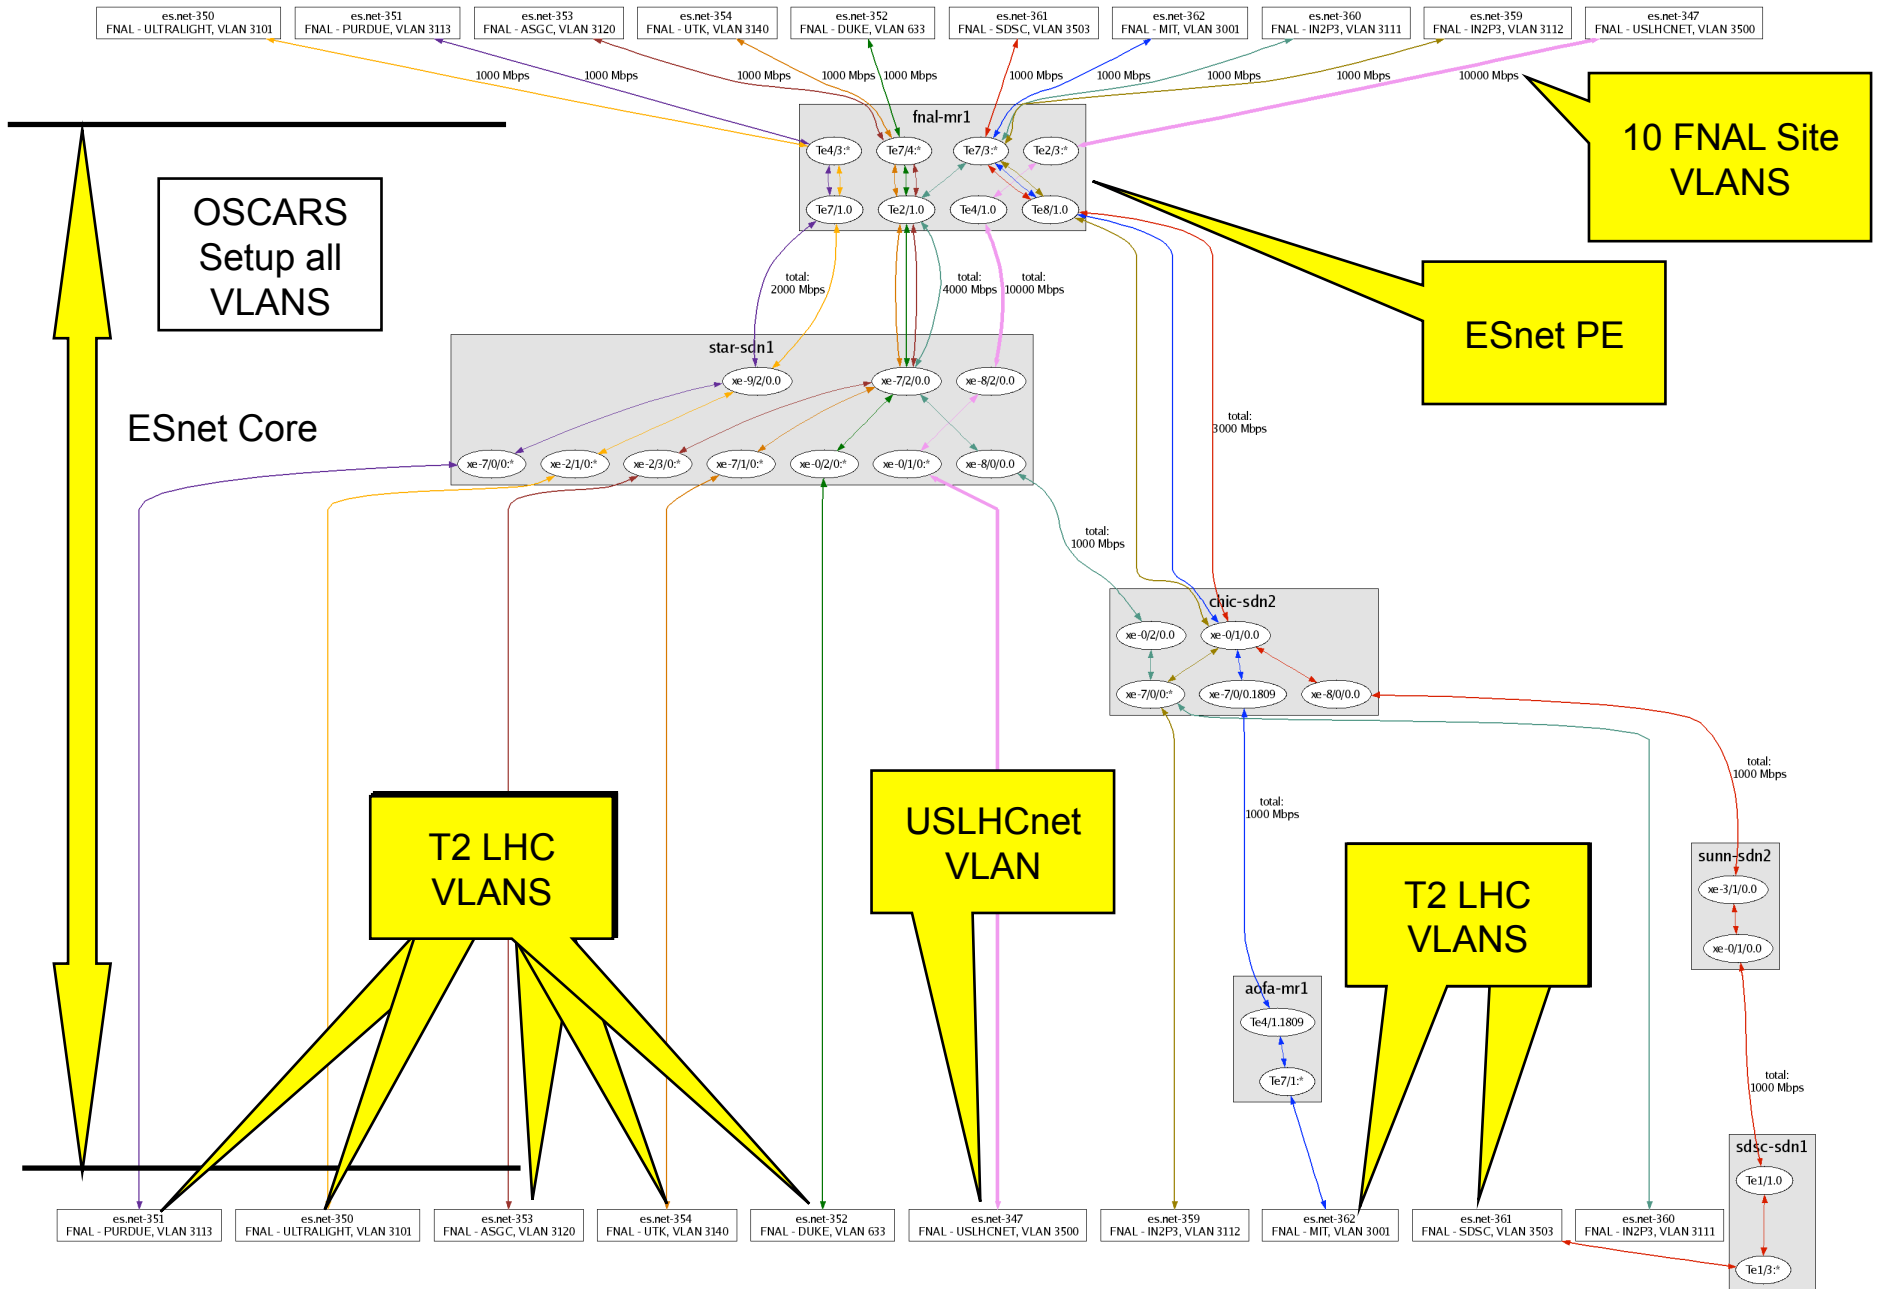 es.net-350
FNAL - ULTRALIGHT, VLAN 3101
es.net-351
FNAL - PURDUE, VLAN 3113
es.net-353
FNAL - ASGC, VLAN 3120
es.net-354
FNAL - UTK, VLAN 3140
es.net-352
FNAL - DUKE, VLAN 633
es.net-361
FNAL - SDSC, VLAN 3503
es.net-362
FNAL - MIT, VLAN 3001
es.net-360
FNAL - IN2P3, VLAN 3111
es.net-359
FNAL - IN2P3, VLAN 3112
es.net-347
FNAL - USLHCNET, VLAN 3500
1000 Mbps
1000 Mbps
1000 Mbps
1000 Mbps
1000 Mbps
1000 Mbps
1000 Mbps
1000 Mbps
1000 Mbps
10000 Mbps
10 FNAL Site
VLANS
fnal-mr1
Te4/3:*
Te7/4:*
Te7/3:*
Te2/3:*
Te7/1.0
Te2/1.0
Te4/1.0
Te8/1.0
OSCARS
Setup all
VLANS
ESnet PE
total:
2000 Mbps
total:
4000 Mbps
total:
10000 Mbps
star-sdn1
xe-9/2/0.0
xe-7/2/0.0
xe-8/2/0.0
ESnet Core
total:
3000 Mbps
xe-7/0/0:*
xe-2/1/0:*
xe-2/3/0:*
xe-7/1/0:*
xe-0/2/0:*
xe-0/1/0:*
xe-8/0/0.0
total:
1000 Mbps
chic-sdn2
xe-0/2/0.0
xe-0/1/0.0
xe-7/0/0:*
xe-7/0/0.1809
xe-8/0/0.0
total:
1000 Mbps
total:
1000 Mbps
T2 LHC
VLANS
USLHCnet
VLAN
T2 LHC
VLANS
sunn-sdn2
xe-3/1/0.0
xe-0/1/0.0
aofa-mr1
Te4/1.1809
Te7/1:*
total:
1000 Mbps
sdsc-sdn1
Te1/1.0
Te1/3:*
es.net-351
FNAL - PURDUE, VLAN 3113
es.net-350
FNAL - ULTRALIGHT, VLAN 3101
es.net-353
FNAL - ASGC, VLAN 3120
es.net-354
FNAL - UTK, VLAN 3140
es.net-352
FNAL - DUKE, VLAN 633
es.net-347
FNAL - USLHCNET, VLAN 3500
es.net-359
FNAL - IN2P3, VLAN 3112
es.net-362
FNAL - MIT, VLAN 3001
es.net-361
FNAL - SDSC, VLAN 3503
es.net-360
FNAL - IN2P3, VLAN 3111